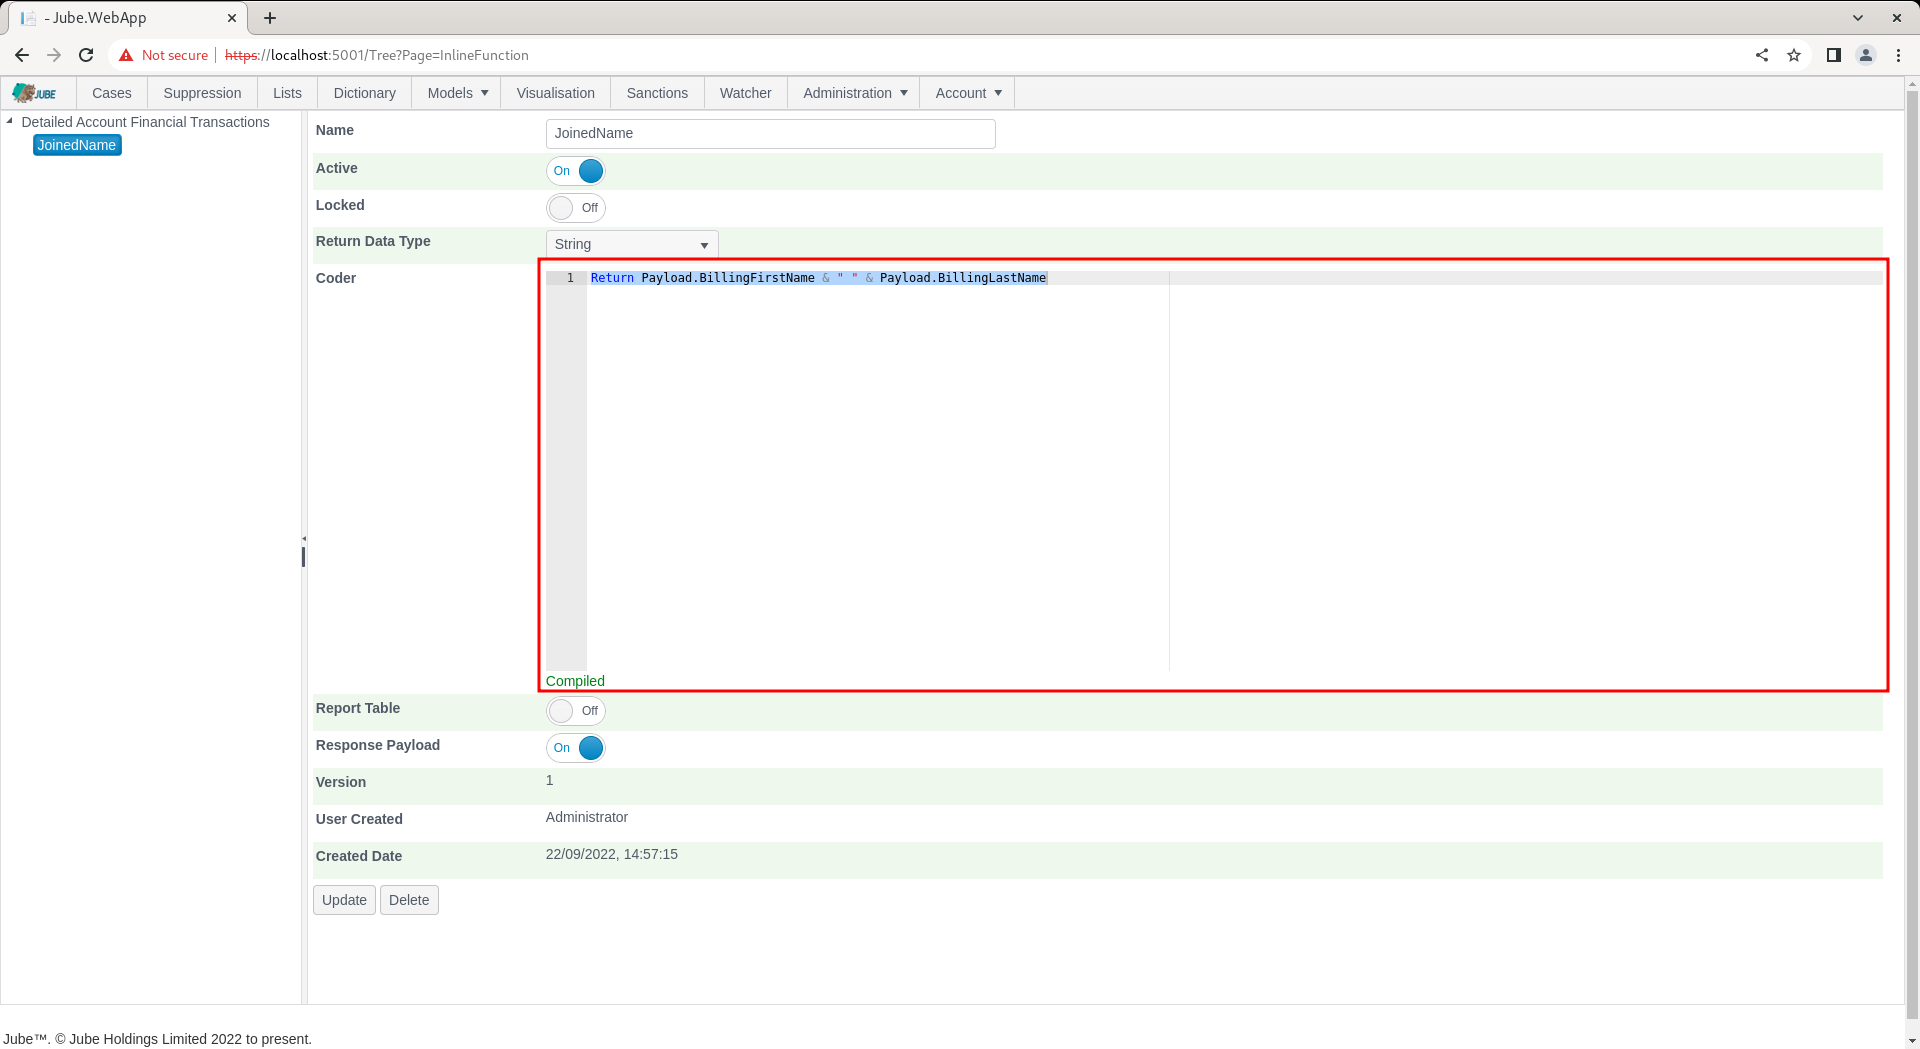 - Jube.WebApp
Not secure https://localhost:5001/Tree?Page=InlineFunction
JUBE Cases Suppression Lists Dictionary Models Visualisation Sanctions Watcher Administration Account
Detailed Account Financial Transactions
JoinedName
Name JoinedName
Active On
Locked Off
Return Data Type String
Coder
1 Return Payload.BillingFirstName & " " & Payload.BillingLastName
Compiled
Report Table Off
Response Payload On
Version 1
User Created Administrator
Created Date 22/09/2022, 14:57:15
Update Delete
Jube™. © Jube Holdings Limited 2022 to present.